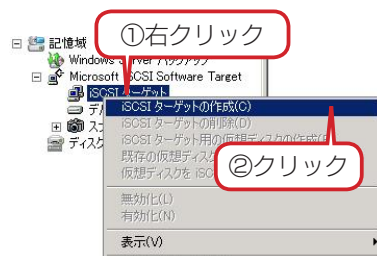 ①右クリック
記憶域
Windows Server バックアップ
Microsoft iSCSI Software Target
iSCSI ターゲット
iSCSI ターゲットの作成(C)
iSCSI ターゲットの削除(D)
iSCSI ターゲット用の仮想ディスクの作成
既存の仮想ディスク
仮想ディスクを iSC
②クリック
無効化(L)
有効化(N)
表示(V)